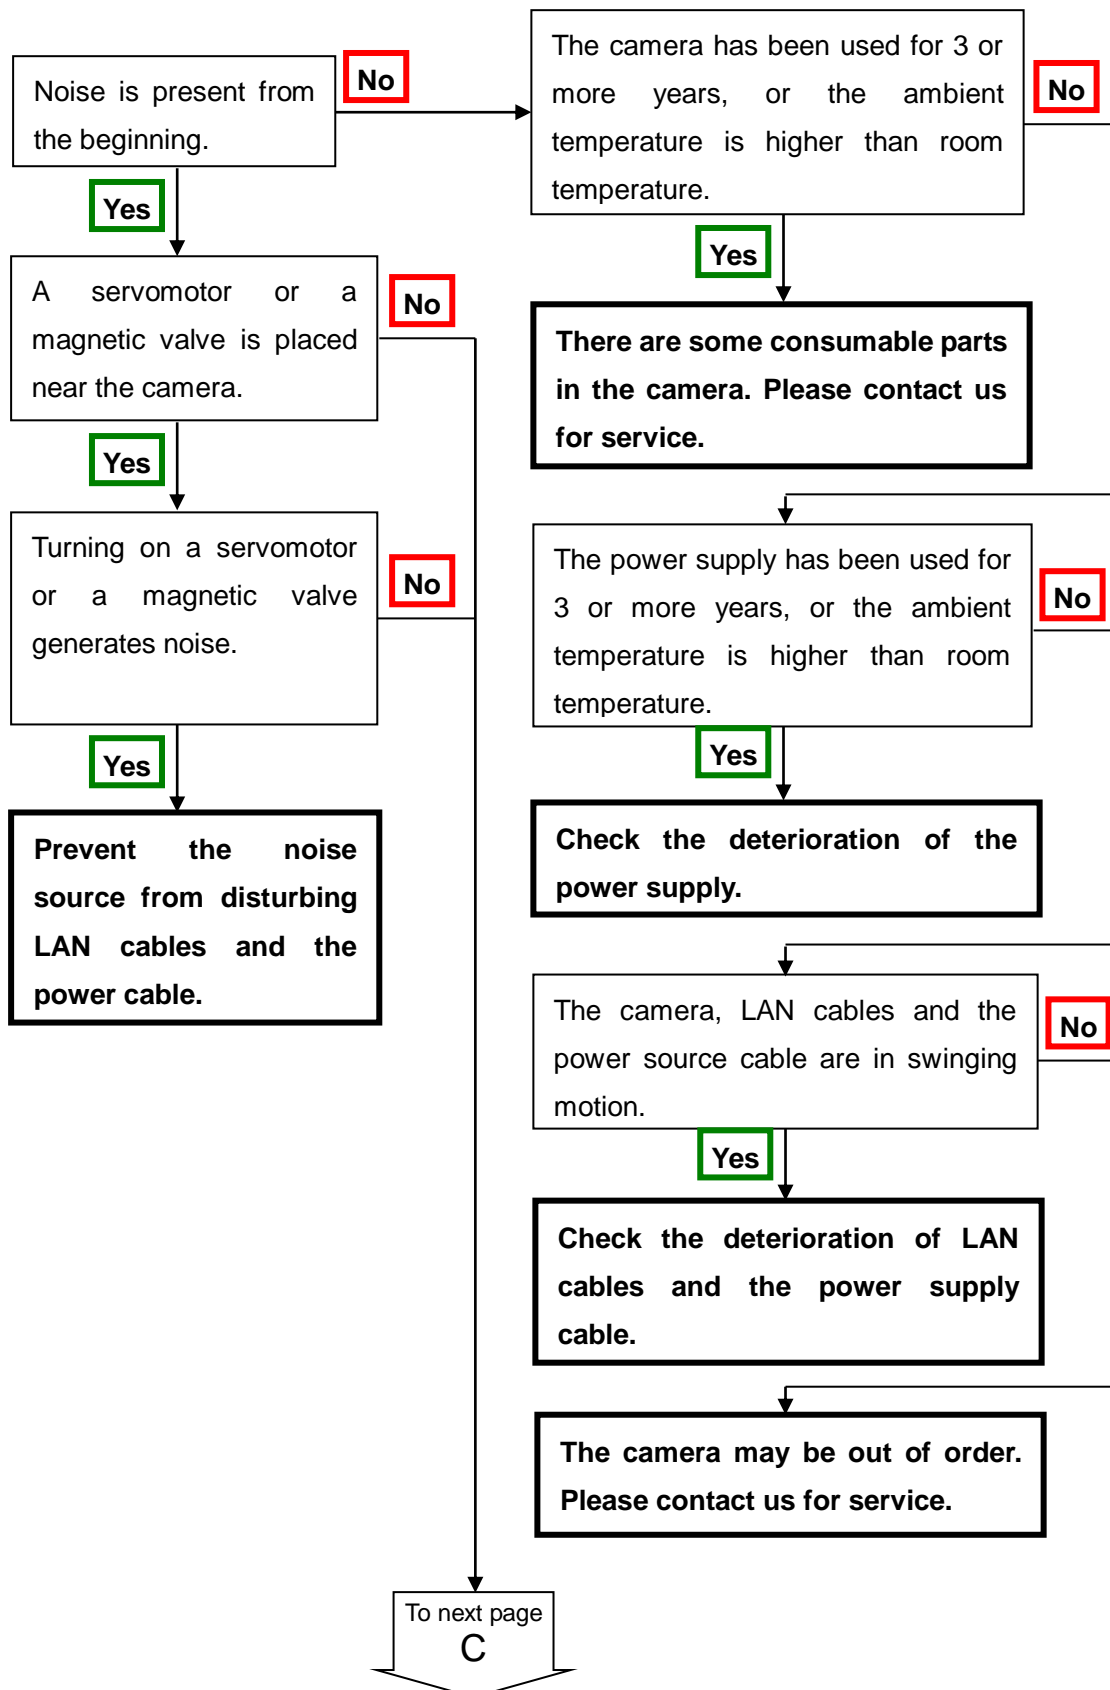 Noise is present from
the beginning.
No
Yes
A servomotor or a
magnetic valve is placed
near the camera.
No
Yes
Turning on a servomotor
or a magnetic valve
generates noise.
No
Yes
Prevent the noise
source from disturbing
LAN cables and the
power cable.
The camera has been used for 3 or
more years, or the ambient
temperature is higher than room
temperature.
No
Yes
There are some consumable parts
in the camera. Please contact us
for service.
The power supply has been used for
3 or more years, or the ambient
temperature is higher than room
temperature.
No
Yes
Check the deterioration of the
power supply.
The camera, LAN cables and the
power source cable are in swinging
motion.
No
Yes
Check the deterioration of LAN
cables and the power supply
cable.
The camera may be out of order.
Please contact us for service.
To next page
C